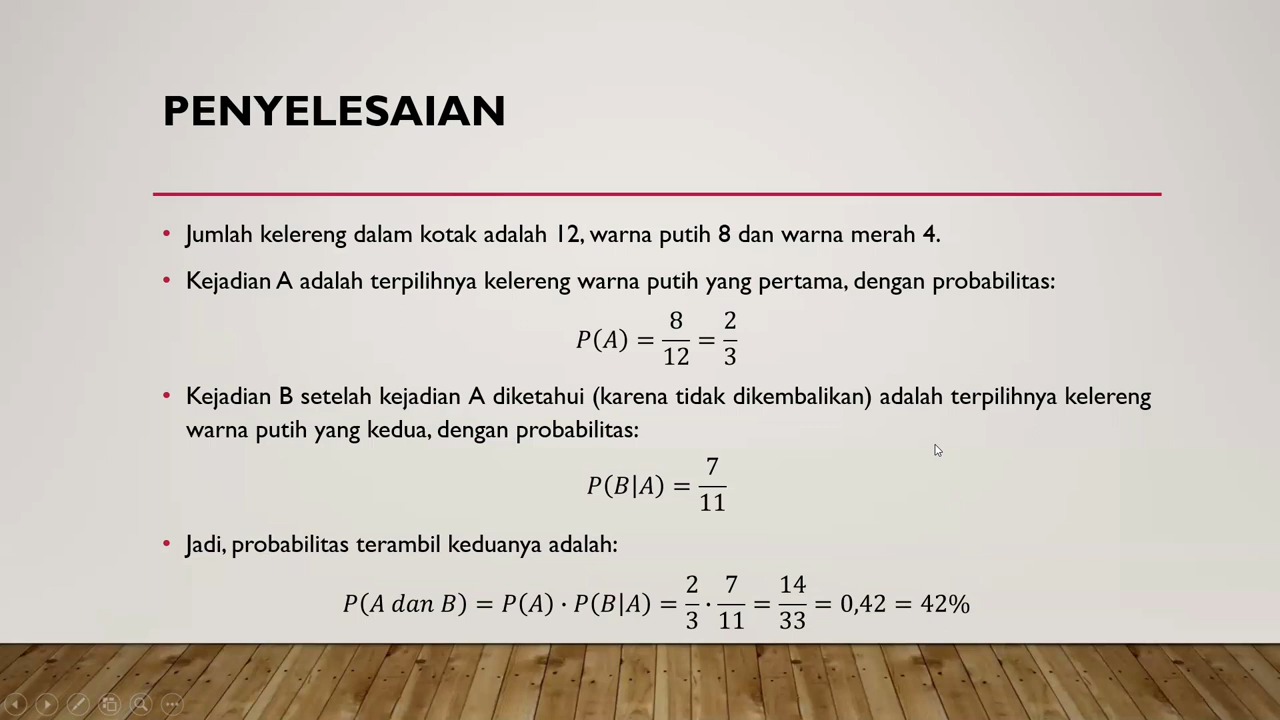 PENYELESAIAN
• Jumlah kelereng dalam kotak adalah 12, warna putih 8 dan warna merah 4.
• Kejadian A adalah terpilihnya kelereng warna putih yang pertama, dengan probabilitas:
P(A) = 8/12 = 2/3
• Kejadian B setelah kejadian A diketahui (karena tidak dikembalikan) adalah terpilihnya kelereng
warna putih yang kedua, dengan probabilitas:
P(B|A) = 7/11
• Jadi, probabilitas terambil keduanya adalah:
P(A dan B) = P(A) · P(B|A) = 2/3 · 7/11 = 14/33 = 0,42 = 42%